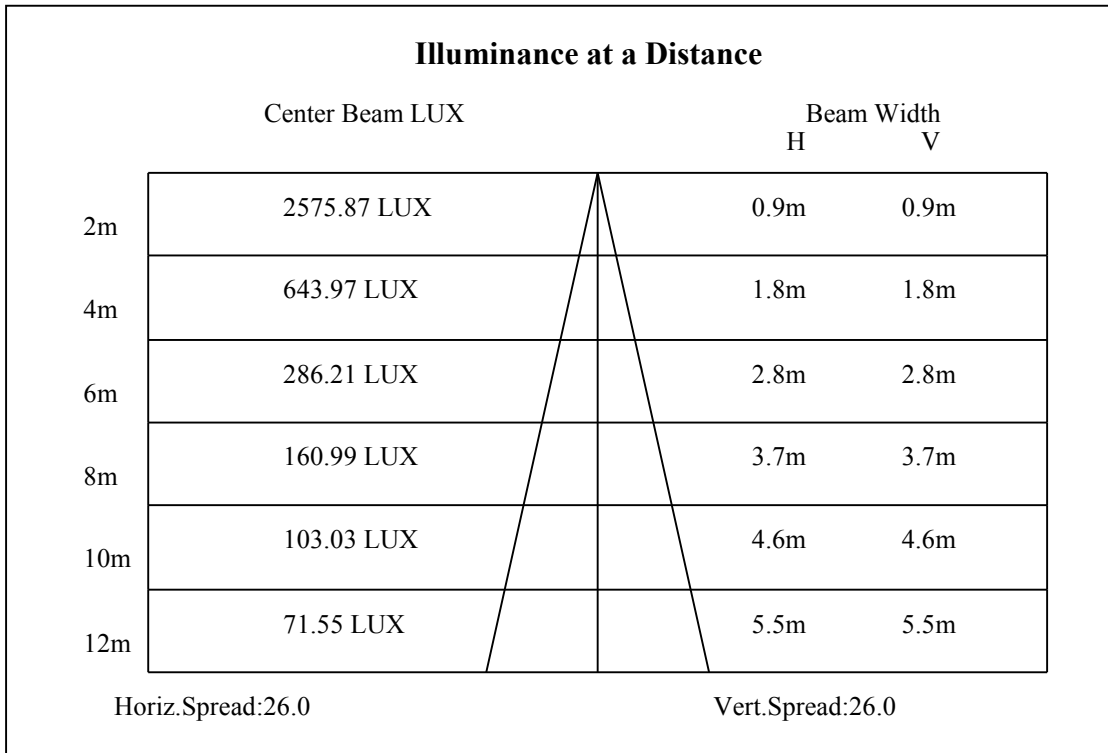 Illuminance at a Distance
Center Beam LUX Beam Width
H V
2m 2575.87 LUX 0.9m 0.9m
4m 643.97 LUX 1.8m 1.8m
6m 286.21 LUX 2.8m 2.8m
8m 160.99 LUX 3.7m 3.7m
10m 103.03 LUX 4.6m 4.6m
12m 71.55 LUX 5.5m 5.5m
Horiz.Spread:26.0 Vert.Spread:26.0